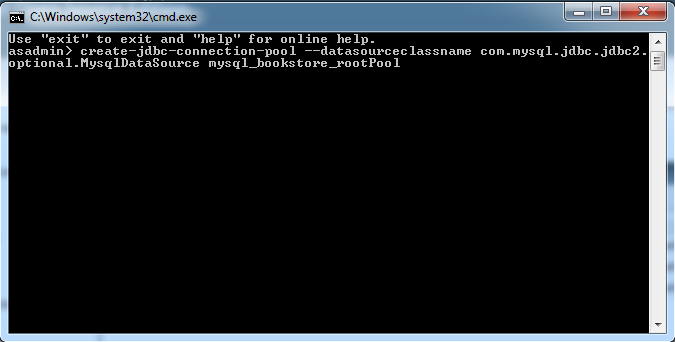 C:\Windows\system32\cmd.exe
Use "exit" to exit and "help" for online help.
asadmin> create-jdbc-connection-pool --datasourceclassname com.mysql.jdbc.jdbc2.
optional.MysqlDataSource mysql_bookstore_rootPool